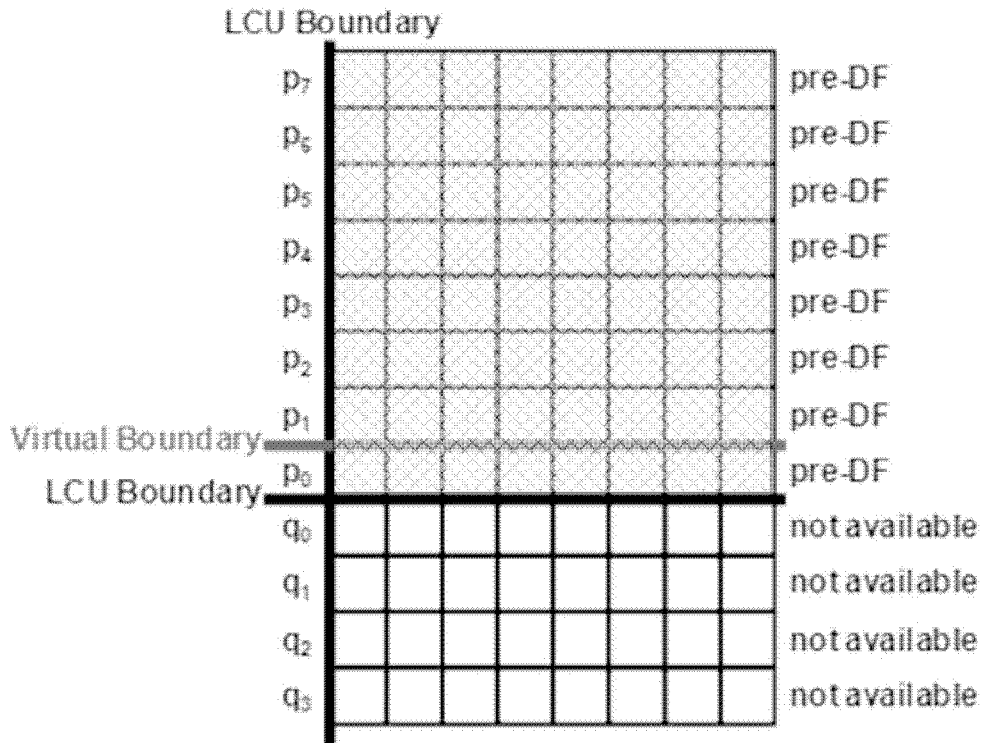 LCU Boundary
p₇ pre-DF
p₆ pre-DF
p₅ pre-DF
p₄ pre-DF
p₃ pre-DF
p₂ pre-DF
p₁ pre-DF
Virtual Boundary
p₀ pre-DF
LCU Boundary
q₀ not available
q₁ not available
q₂ not available
q₃ not available